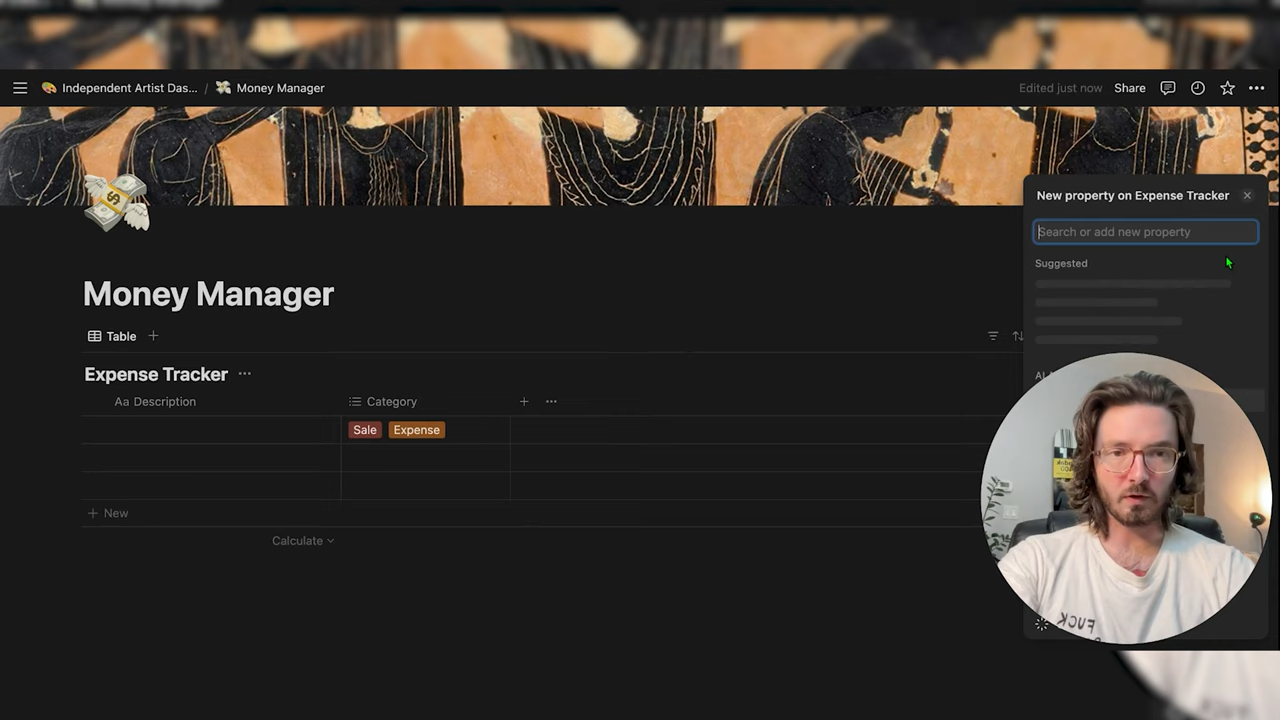 Independent Artist Das... / Money Manager
Edited just now Share
New property on Expense Tracker
Search or add new property
Suggested
Money Manager
Table
Expense Tracker
Aa Description Category
Sale Expense
New
Calculate
FUCK